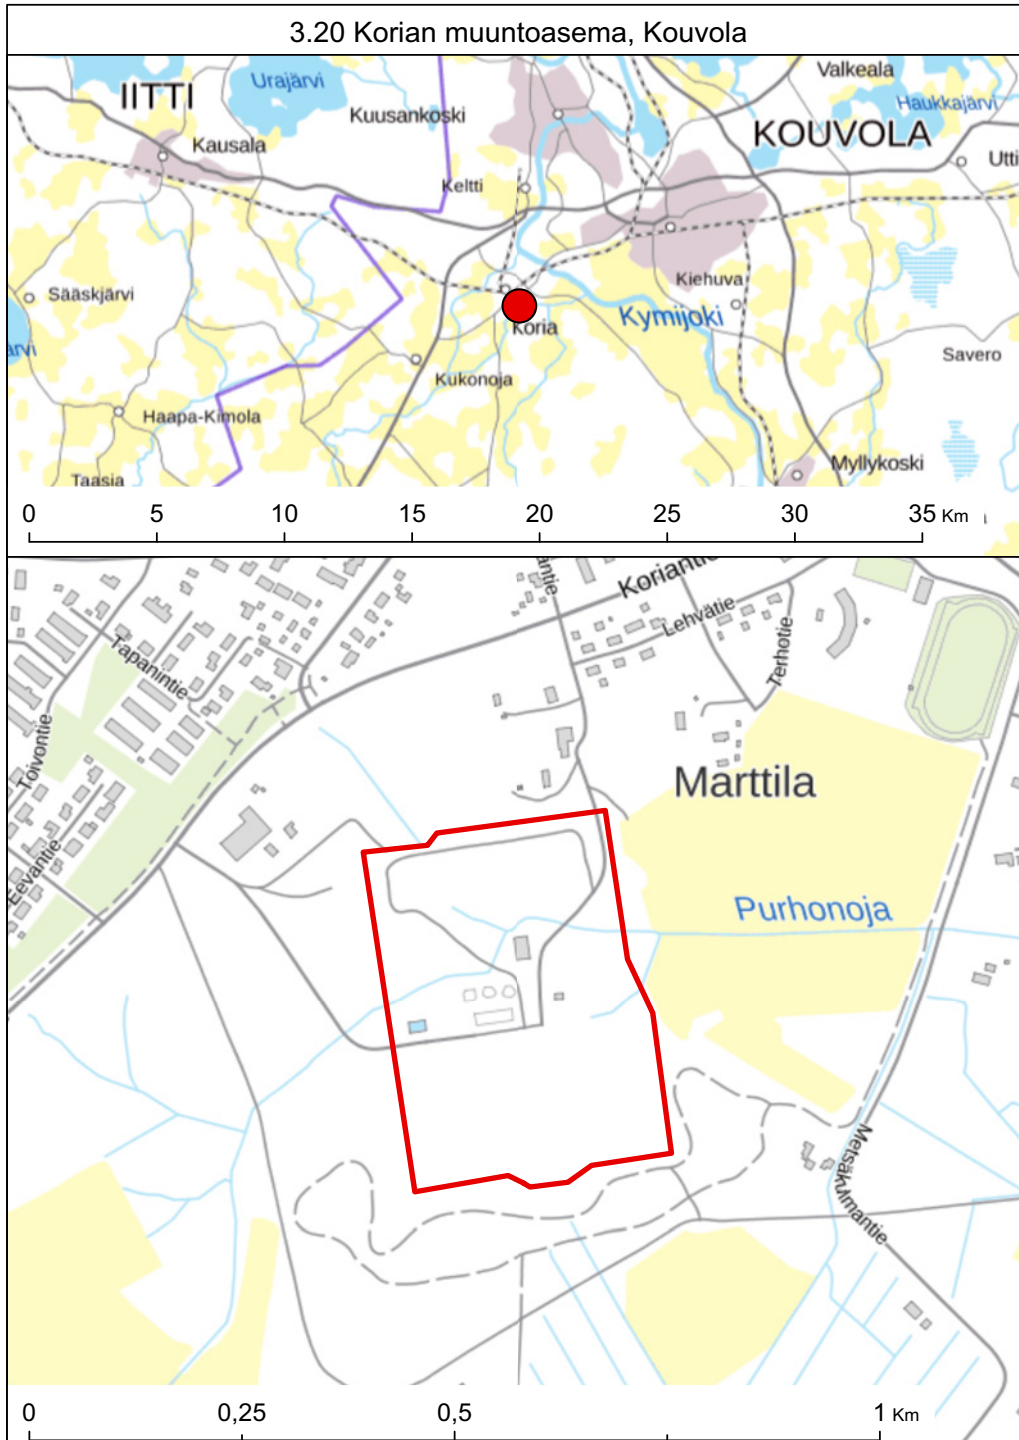 3.20 Korian muuntoasema, Kouvola
Valkeala
Urajärvi
IITTI
Haukkajärvi
Kuusankoski
KOUVOLA
Kausala
Utti
Keltti
Kiehuva
Sääskjärvi
Kymijoki
Koria
ärvi
Savero
Kukonoja
Haapa-Kimola
Myllykoski
Taasia
0 5 10 15 20 25 30 35 Km
antie
Koriantie
Lehvätie
Terhotie
Tapanintie
Toivontie
Marttila
Eevantie
Purhonoja
Metsäkulmantie
0 0,25 0,5 1 Km